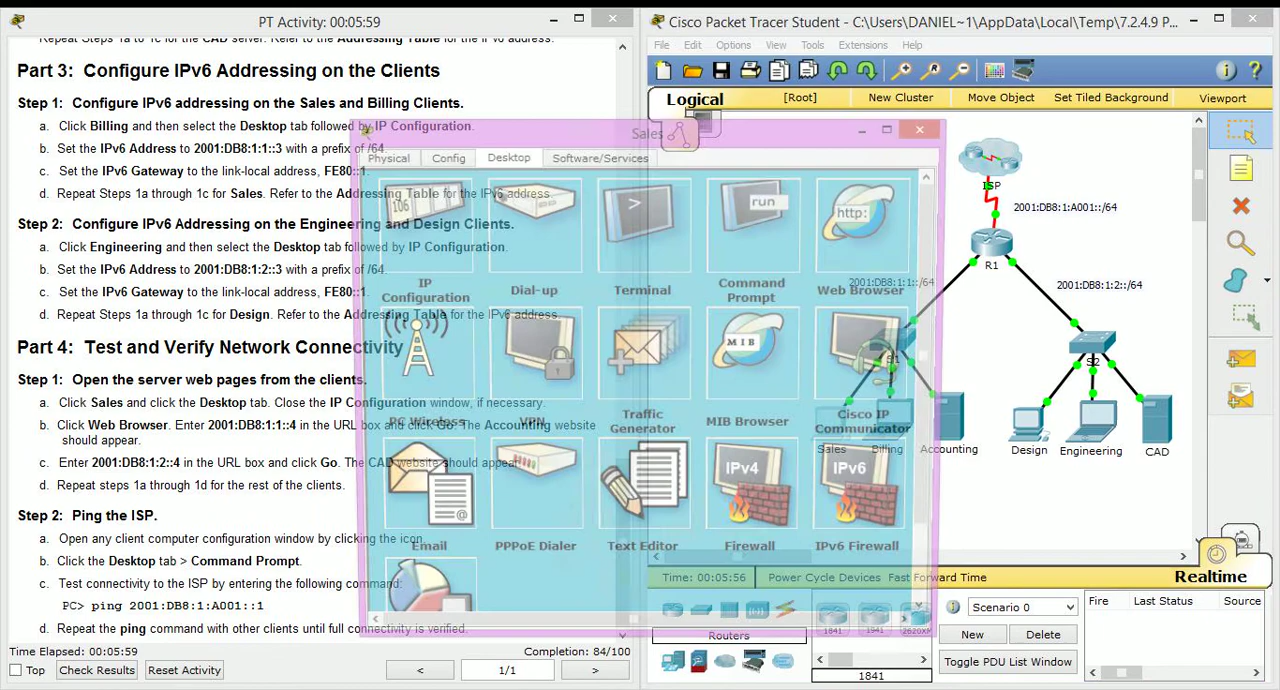 PT Activity: 00:05:59
Repeat Steps 1a to 1c for the CAD server. Refer to the Addressing Table for the IPv6 address.
Part 3: Configure IPv6 Addressing on the Clients
Step 1: Configure IPv6 addressing on the Sales and Billing Clients.
a. Click Billing and then select the Desktop tab followed by IP Configuration.
b. Set the IPv6 Address to 2001:DB8:1:1::3 with a prefix of /64.
c. Set the IPv6 Gateway to the link-local address, FE80::1.
d. Repeat Steps 1a through 1c for Sales. Refer to the Addressing Table for the IPv6 address.
Step 2: Configure IPv6 Addressing on the Engineering and Design Clients.
a. Click Engineering and then select the Desktop tab followed by IP Configuration.
b. Set the IPv6 Address to 2001:DB8:1:2::3 with a prefix of /64.
c. Set the IPv6 Gateway to the link-local address, FE80::1.
d. Repeat Steps 1a through 1c for Design. Refer to the Addressing Table for the IPv6 address.
Part 4: Test and Verify Network Connectivity
Step 1: Open the server web pages from the clients.
a. Click Sales and click the Desktop tab. Close the IP Configuration window, if necessary.
b. Click Web Browser. Enter 2001:DB8:1:1::4 in the URL box and click Go. The Accounting website
should appear.
c. Enter 2001:DB8:1:2::4 in the URL box and click Go. The CAD website should appear.
d. Repeat steps 1a through 1d for the rest of the clients.
Step 2: Ping the ISP.
a. Open any client computer configuration window by clicking the icon.
b. Click the Desktop tab > Command Prompt.
c. Test connectivity to the ISP by entering the following command:
PC> ping 2001:DB8:1:A001::1
d. Repeat the ping command with other clients until full connectivity is verified.
Time Elapsed: 00:05:59
Completion: 84/100
Top
Check Results
Reset Activity
<
1/1
>
Sales
Physical
Config
Desktop
Software/Services
106
>
run
http:
IP
Configuration
Dial-up
Terminal
Command
Prompt
Web Browser
MIB
PC Wireless
VPN
Traffic
Generator
MIB Browser
Cisco IP
Communicator
@
IPv4
IPv6
Email
PPPoE Dialer
Text Editor
Firewall
IPv6 Firewall
Cisco Packet Tracer Student - C:\Users\DANIEL~1\AppData\Local\Temp\7.2.4.9 P...
File
Edit
Options
View
Tools
Extensions
Help
Logical
[Root]
New Cluster
Move Object
Set Tiled Background
Viewport
ISP
2001:DB8:1:A001::/64
R1
2001:DB8:1:1::/64
2001:DB8:1:2::/64
S1
S2
Sales
Billing
Accounting
Design
Engineering
CAD
Time: 00:05:56
Power Cycle Devices
Fast Forward Time
Realtime
Routers
1841
1941
2620XM
1841
Scenario 0
New
Delete
Toggle PDU List Window
Fire
Last Status
Source